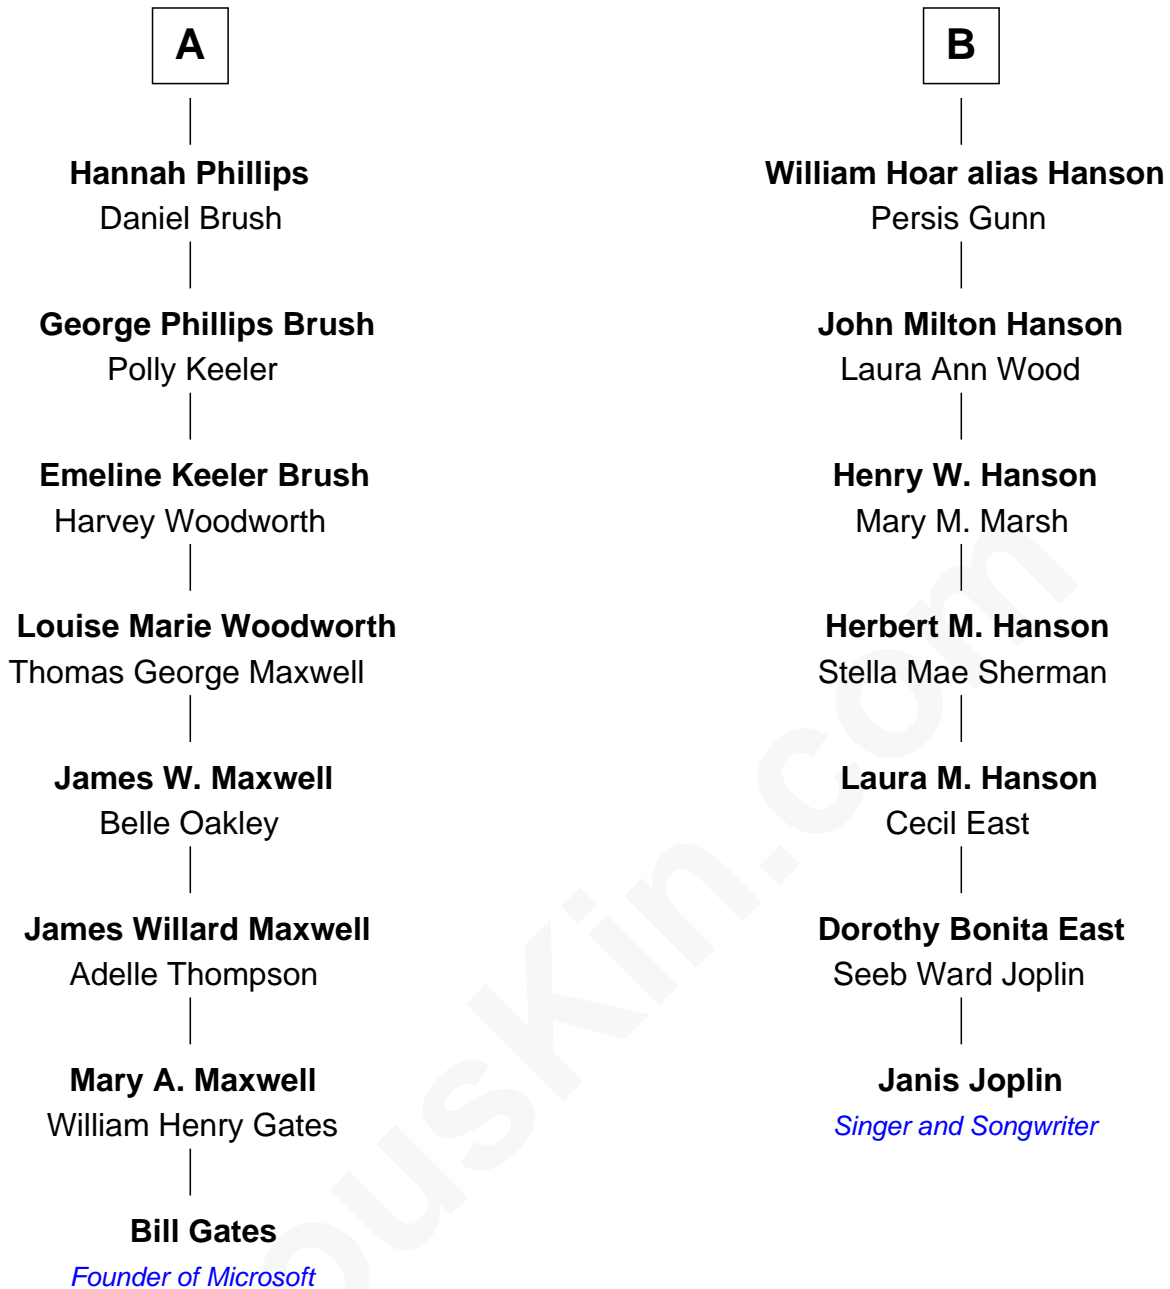 A
Hannah Phillips
Daniel Brush
George Phillips Brush
Polly Keeler
Emeline Keeler Brush
Harvey Woodworth
Louise Marie Woodworth
Thomas George Maxwell
James W. Maxwell
Belle Oakley
James Willard Maxwell
Adelle Thompson
Mary A. Maxwell
William Henry Gates
Bill Gates
Founder of Microsoft
B
William Hoar alias Hanson
Persis Gunn
John Milton Hanson
Laura Ann Wood
Henry W. Hanson
Mary M. Marsh
Herbert M. Hanson
Stella Mae Sherman
Laura M. Hanson
Cecil East
Dorothy Bonita East
Seeb Ward Joplin
Janis Joplin
Singer and Songwriter
ousKin.com